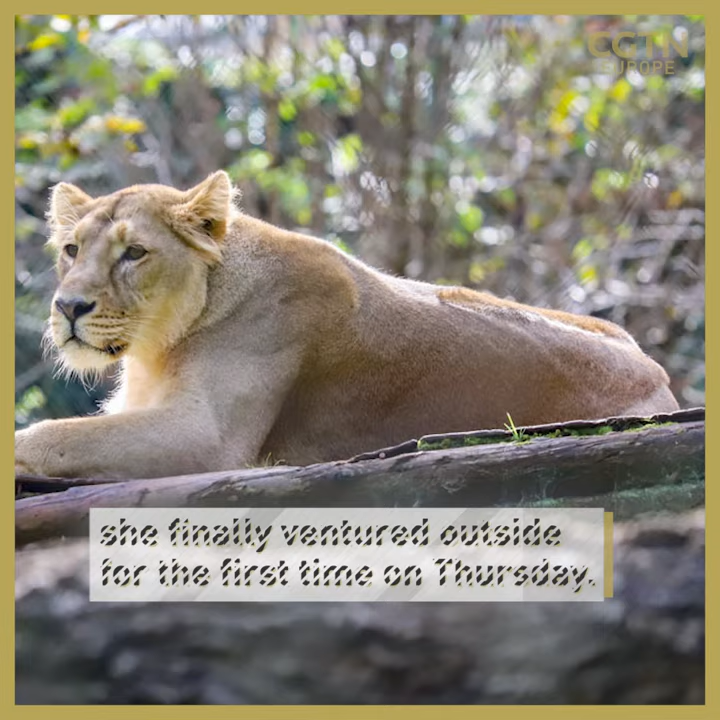 CGTN
EUROPE
she finally ventured outside
for the first time on Thursday.